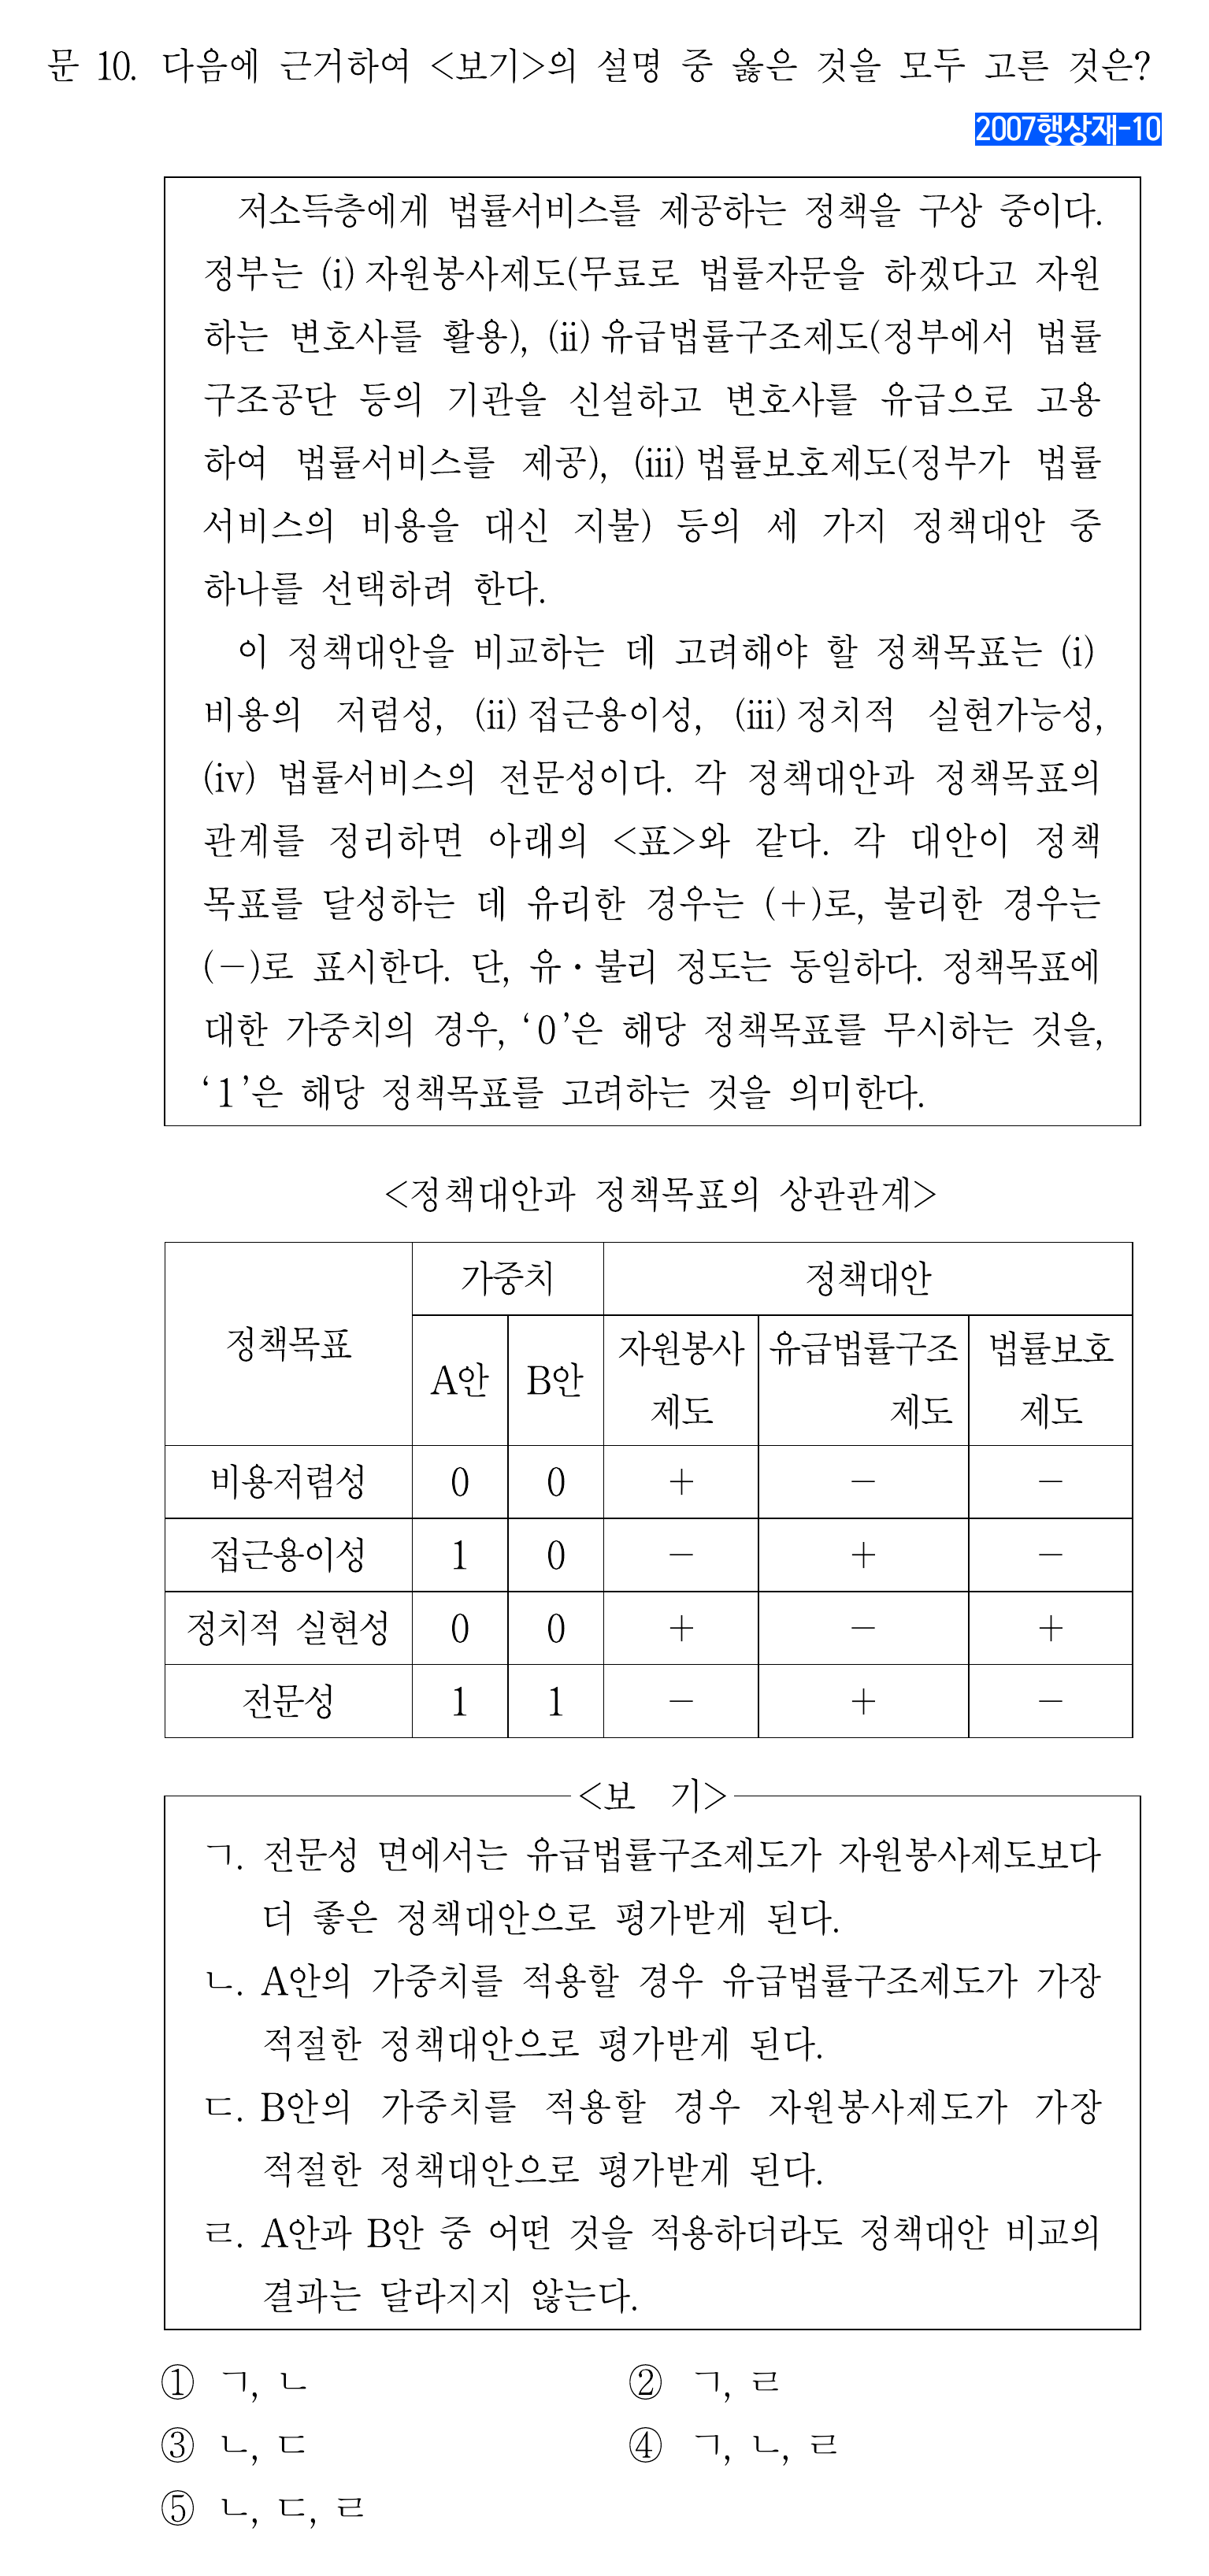 문 10. 다음에 근거하여 <보기>의 설명 중 옳은 것을 모두 고른 것은?
2007행상재-10
저소득층에게 법률서비스를 제공하는 정책을 구상 중이다.
정부는 (i) 자원봉사제도(무료로 법률자문을 하겠다고 자원
하는 변호사를 활용), (ii) 유급법률구조제도(정부에서 법률
구조공단 등의 기관을 신설하고 변호사를 유급으로 고용
하여 법률서비스를 제공), (iii) 법률보호제도(정부가 법률
서비스의 비용을 대신 지불) 등의 세 가지 정책대안 중
하나를 선택하려 한다.
이 정책대안을 비교하는 데 고려해야 할 정책목표는 (i)
비용의 저렴성, (ii) 접근용이성, (iii) 정치적 실현가능성,
(iv) 법률서비스의 전문성이다. 각 정책대안과 정책목표의
관계를 정리하면 아래의 <표>와 같다. 각 대안이 정책
목표를 달성하는 데 유리한 경우는 (+)로, 불리한 경우는
(-)로 표시한다. 단, 유·불리 정도는 동일하다. 정책목표에
대한 가중치의 경우, ‘0’은 해당 정책목표를 무시하는 것을,
‘1’은 해당 정책목표를 고려하는 것을 의미한다.
<정책대안과 정책목표의 상관관계>
정책목표 가중치 정책대안
A안 B안 자원봉사 유급법률구조 법률보호
제도 제도 제도
비용저렴성 0 0 + - -
접근용이성 1 0 - + -
정치적 실현성 0 0 + - +
전문성 1 1 - + -
<보 기>
ㄱ. 전문성 면에서는 유급법률구조제도가 자원봉사제도보다
더 좋은 정책대안으로 평가받게 된다.
ㄴ. A안의 가중치를 적용할 경우 유급법률구조제도가 가장
적절한 정책대안으로 평가받게 된다.
ㄷ. B안의 가중치를 적용할 경우 자원봉사제도가 가장
적절한 정책대안으로 평가받게 된다.
ㄹ. A안과 B안 중 어떤 것을 적용하더라도 정책대안 비교의
결과는 달라지지 않는다.
① ㄱ, ㄴ ② ㄱ, ㄹ
③ ㄴ, ㄷ ④ ㄱ, ㄴ, ㄹ
⑤ ㄴ, ㄷ, ㄹ